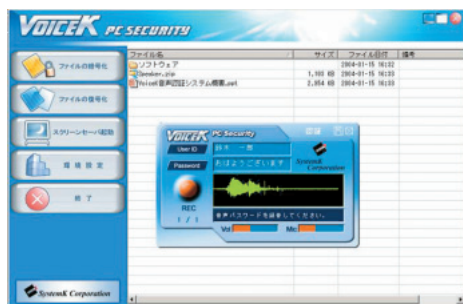 VOICEK PC SECURITY
ファイル名 サイズ ファイル日付 備考
ソフトウェア 2004-01-15 16:32
Speaker.zip 1,103 KB 2004-01-15 16:33
VoiceK音声認証システム概要.ppt 2,054 KB 2004-01-15 16:33
ファイルの暗号化
ファイルの復号化
スクリーンセーバ起動
環 境 設 定
終 了
VOICEK PC Security
User ID 鈴木 一郎
Password おはようございます
SystemK Corporation
REC
1 / 1
音声パスワードを録音してください。
Vol Mic
SystemK Corporation